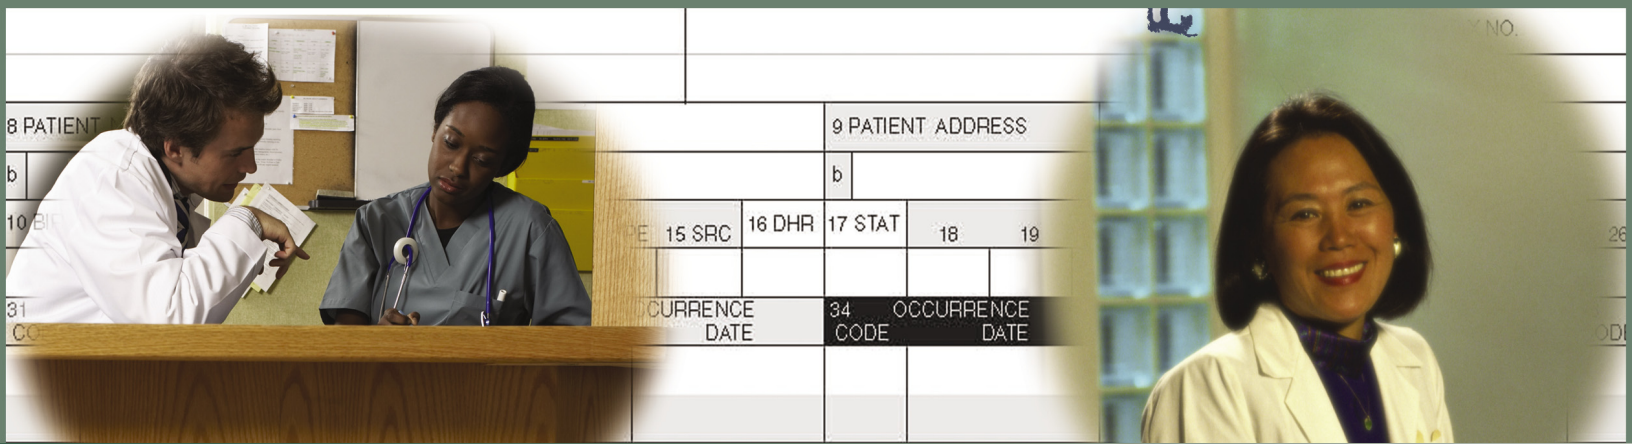 NO.
8 PATIENT
9 PATIENT ADDRESS
b
b
10
15 SRC
16 DHR
17 STAT
18
19
26
31
OCCURRENCE
34
OCCURRENCE
DATE
CODE
DATE